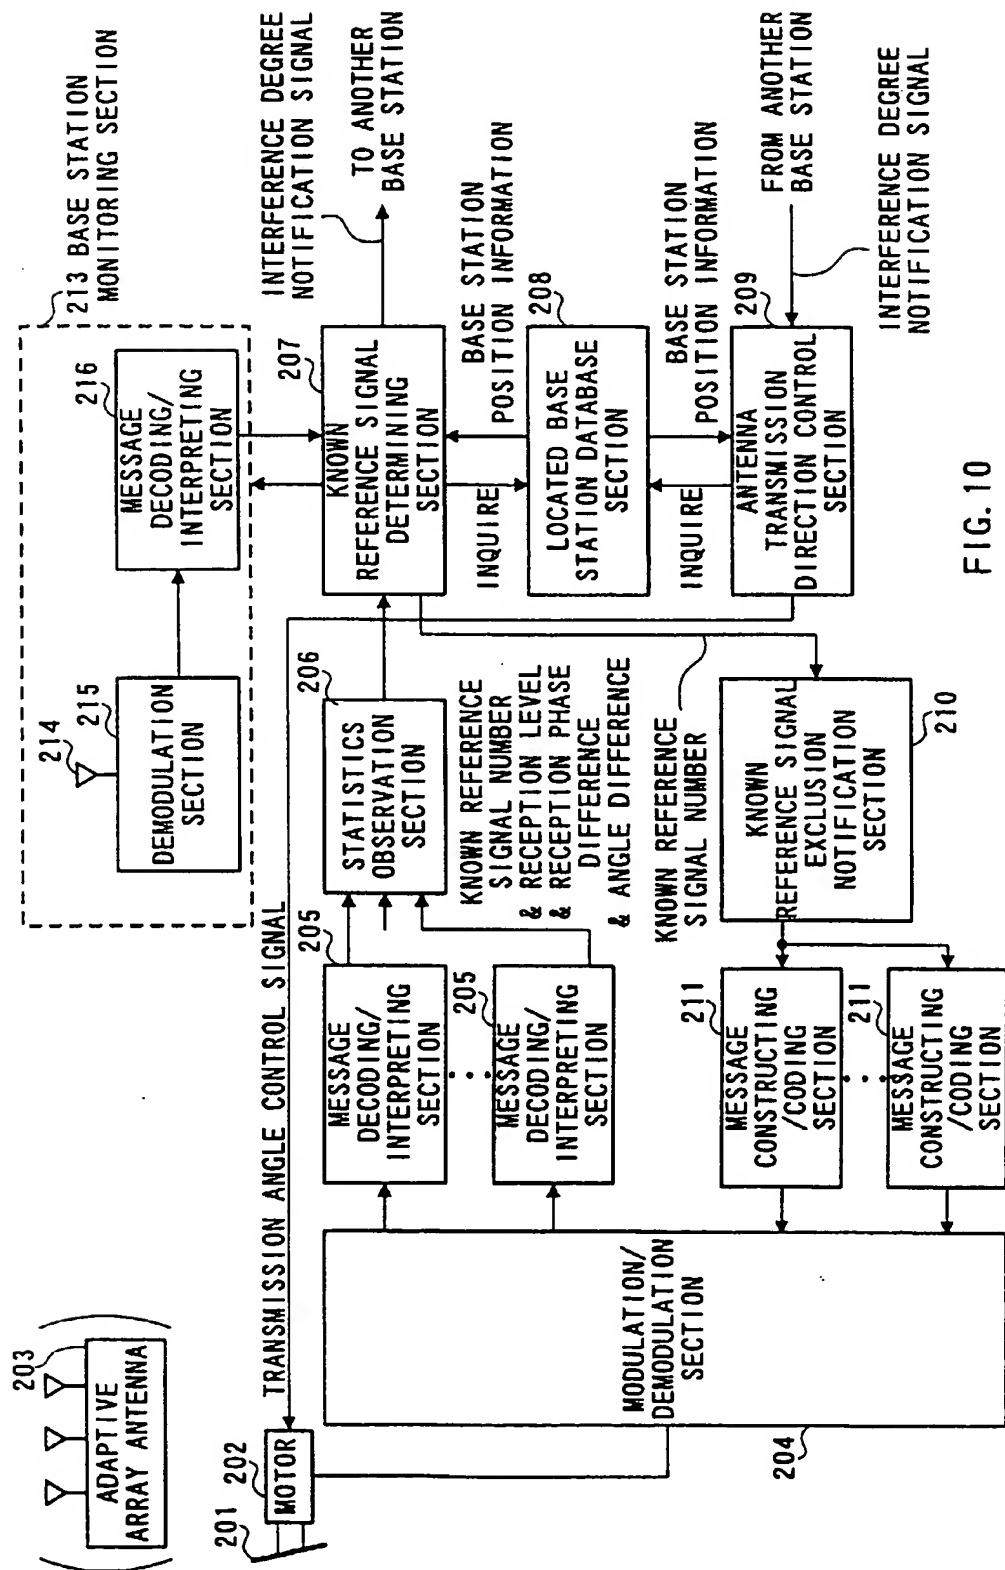 203
ADAPTIVE
ARRAY ANTENNA
201
202
MOTOR
TRANSMISSION ANGLE CONTROL SIGNAL
214
215
DEMODULATION
SECTION
216
MESSAGE
DECODING/
INTERPRETING
SECTION
213 BASE STATION
MONITORING SECTION
204
MODULATION/
DEMODULATION
SECTION
205
MESSAGE
DECODING/
INTERPRETING
SECTION
205
MESSAGE
DECODING/
INTERPRETING
SECTION
206
STATISTICS
OBSERVATION
SECTION
KNOWN REFERENCE
SIGNAL NUMBER
& RECEPTION LEVEL
& RECEPTION PHASE
DIFFERENCE
& ANGLE DIFFERENCE
207
KNOWN
REFERENCE SIGNAL
DETERMINING
SECTION
INTERFERENCE DEGREE
NOTIFICATION SIGNAL
TO ANOTHER
BASE STATION
INQUIRE
BASE STATION
POSITION INFORMATION
208
LOCATED BASE
STATION DATABASE
SECTION
INQUIRE
BASE STATION
POSITION INFORMATION
209
ANTENNA
TRANSMISSION
DIRECTION CONTROL
SECTION
FROM ANOTHER
BASE STATION
INTERFERENCE DEGREE
NOTIFICATION SIGNAL
KNOWN REFERENCE
SIGNAL NUMBER
KNOWN
REFERENCE SIGNAL
EXCLUSION
NOTIFICATION
SECTION
210
211
MESSAGE
CONSTRUCTING
/CODING
SECTION
211
MESSAGE
CONSTRUCTING
/CODING
SECTION
FIG. 10